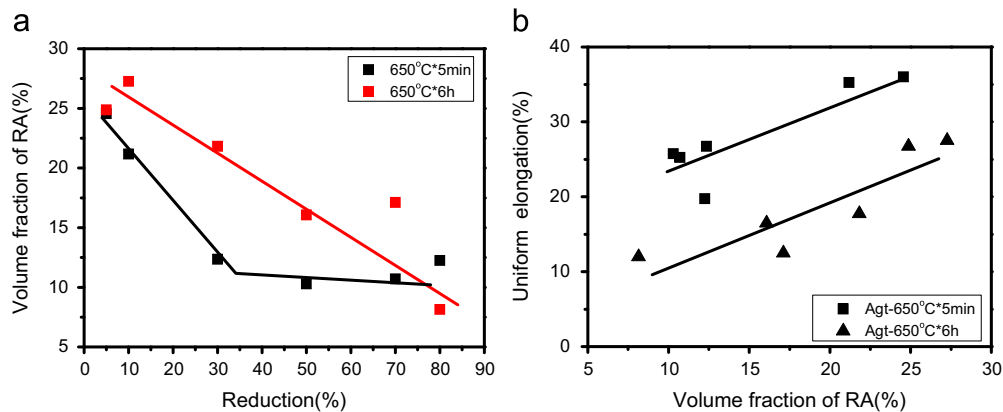 a
30
25
20
15
10
5
Volume fraction of RA(%)
0 10 20 30 40 50 60 70 80 90
Reduction(%)
650°C*5min
650°C*6h
b
40
30
20
10
0
Uniform elongation(%)
5 10 15 20 25 30
Volume fraction of RA(%)
Agt-650°C*5min
Agt-650°C*6h